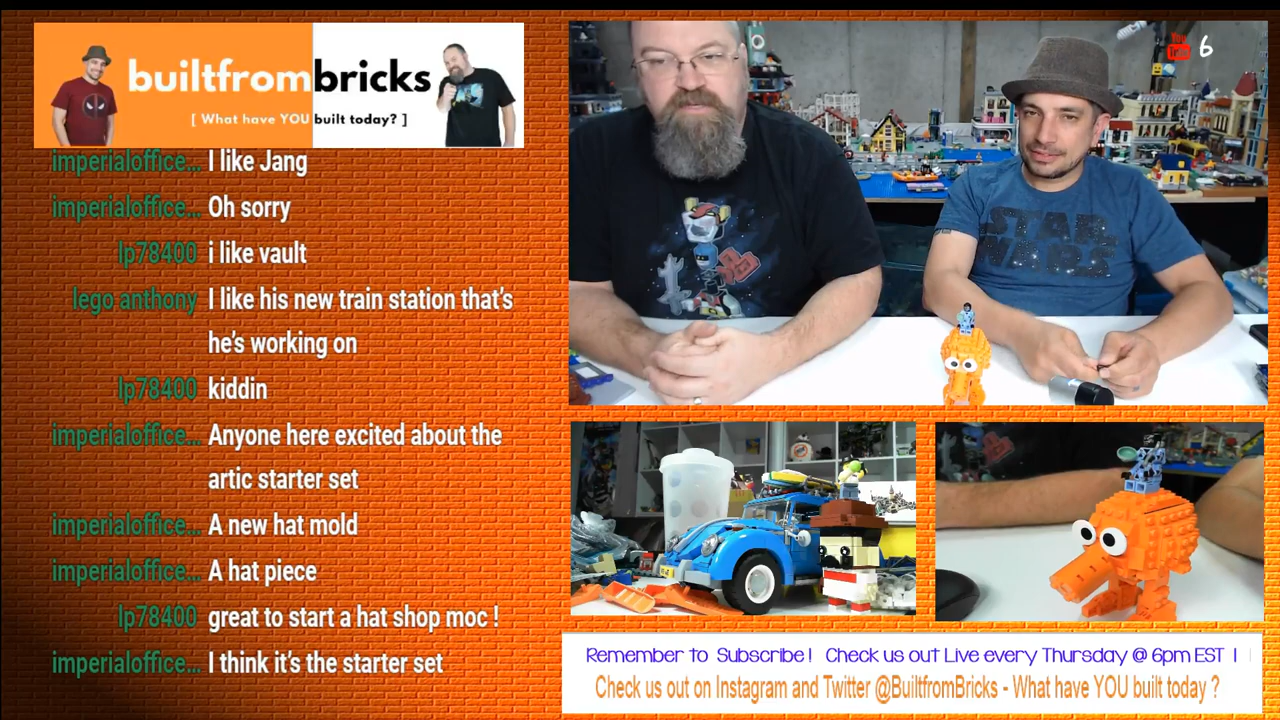 builtfrombricks
[ What have YOU built today? ]
imperialoffice... I like Jang
imperialoffice... Oh sorry
lp78400 i like vault
lego anthony I like his new train station that's
he's working on
lp78400 kiddin
imperialoffice... Anyone here excited about the
artic starter set
imperialoffice... A new hat mold
imperialoffice... A hat piece
lp78400 great to start a hat shop moc !
imperialoffice... I think it's the starter set
You
Tube
6
STAR
WARS
Remember to Subscribe! Check us out Live every Thursday @ 6pm EST |
Check us out on Instagram and Twitter @BuiltfromBricks - What have YOU built today ?